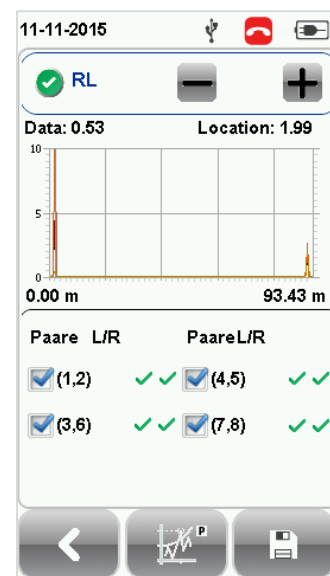 11-11-2015
RL
Data: 0.53 Location: 1.99
10
5
0
0.00 m 93.43 m
Paare L/R PaareL/R
(1,2) (4,5)
(3,6) (7,8)
P